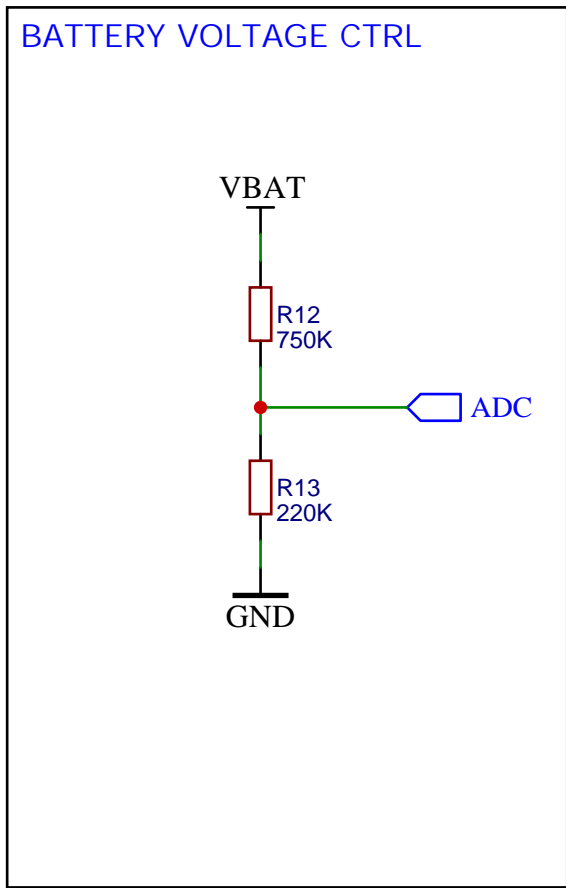 BATTERY VOLTAGE CTRL
VBAT
R12
750K
ADC
R13
220K
GND